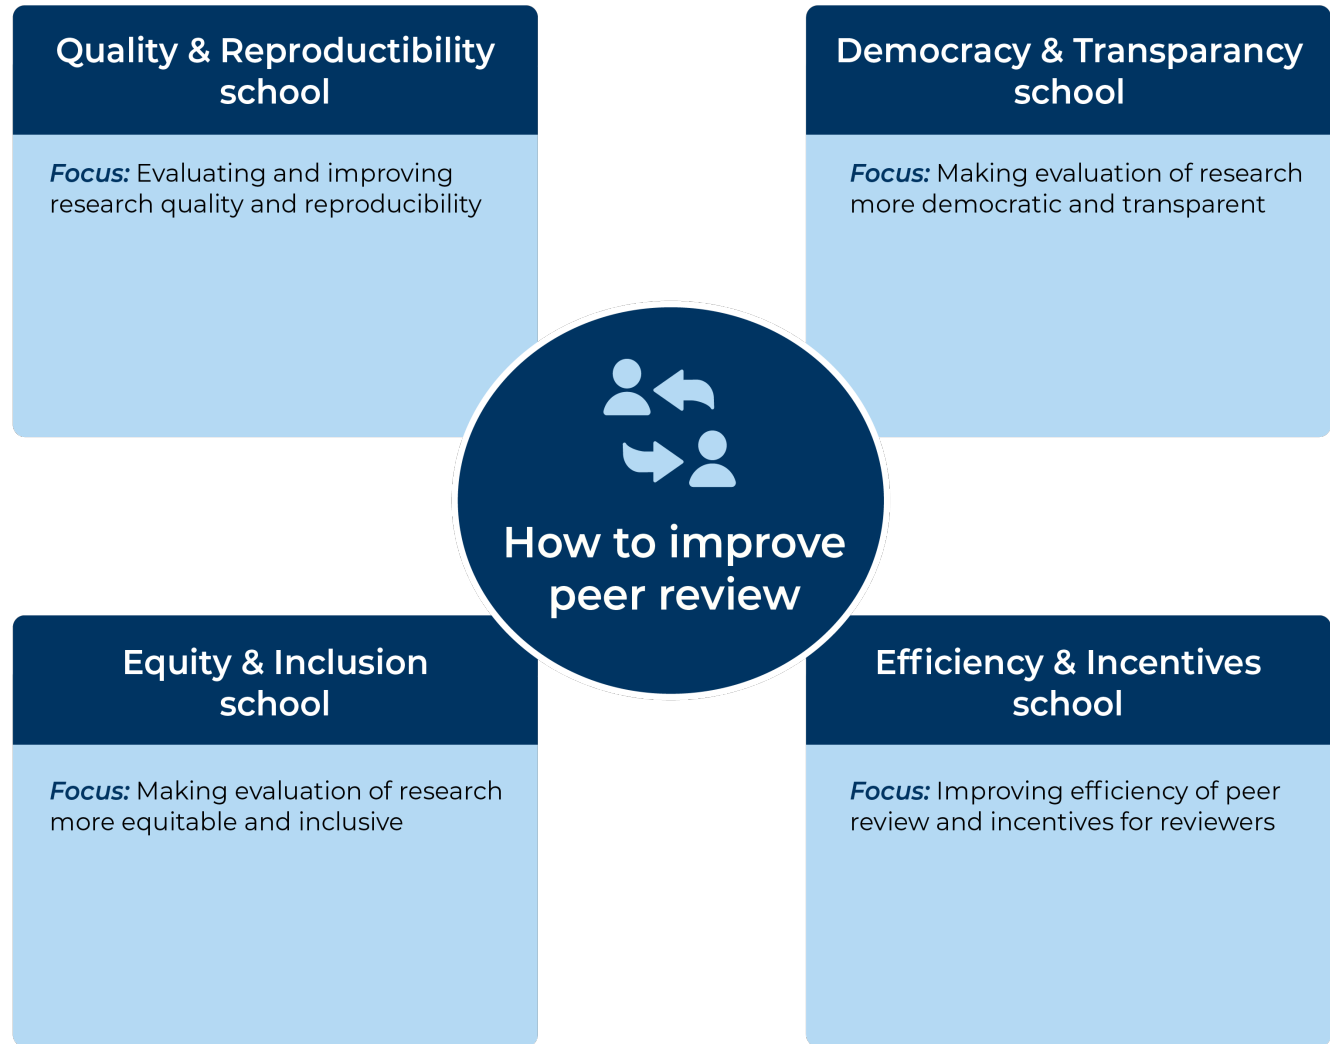 Quality & Reproductibility
school
Focus: Evaluating and improving
research quality and reproducibility
Democracy & Transparancy
school
Focus: Making evaluation of research
more democratic and transparent
How to improve
peer review
Equity & Inclusion
school
Focus: Making evaluation of research
more equitable and inclusive
Efficiency & Incentives
school
Focus: Improving efficiency of peer
review and incentives for reviewers